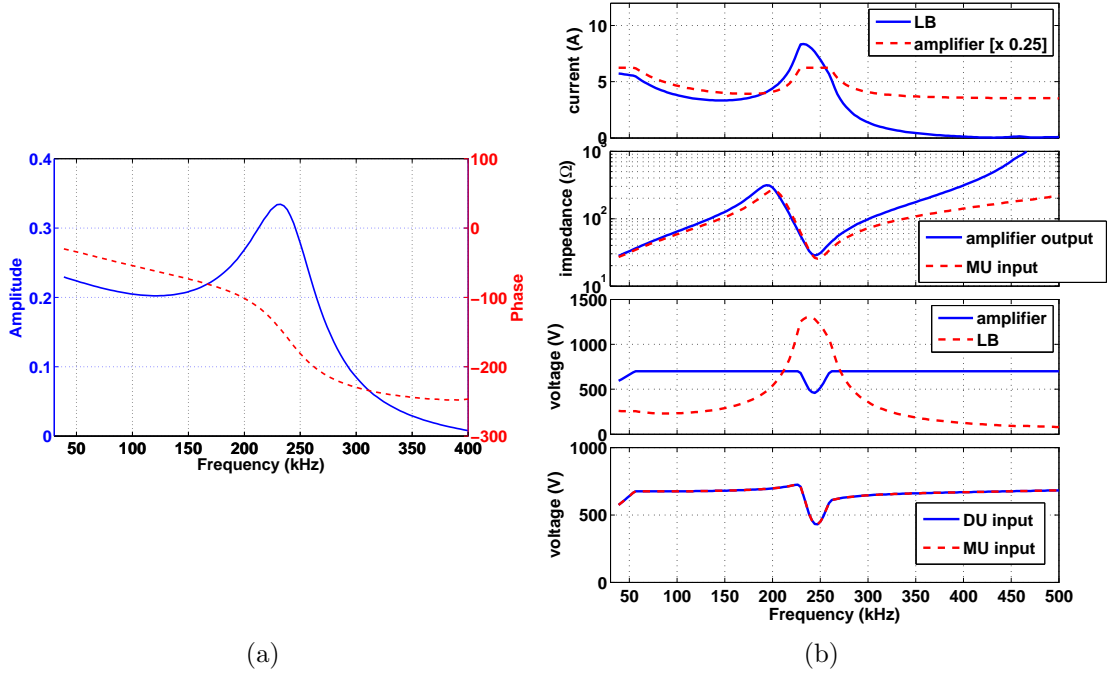 0.4
0.3
0.2
0.1
0
Amplitude
100
0
−100
−200
−300
Phase
50 100 150 200 250 300 350 400
Frequency (kHz)
(a)
10
5
0
current (A)
LB
amplifier [x 0.25]
10³
10²
10¹
impedance (Ω)
amplifier output
MU input
1500
1000
500
0
voltage (V)
amplifier
LB
1000
500
0
voltage (V)
DU input
MU input
50 100 150 200 250 300 350 400 450 500
Frequency (kHz)
(b)